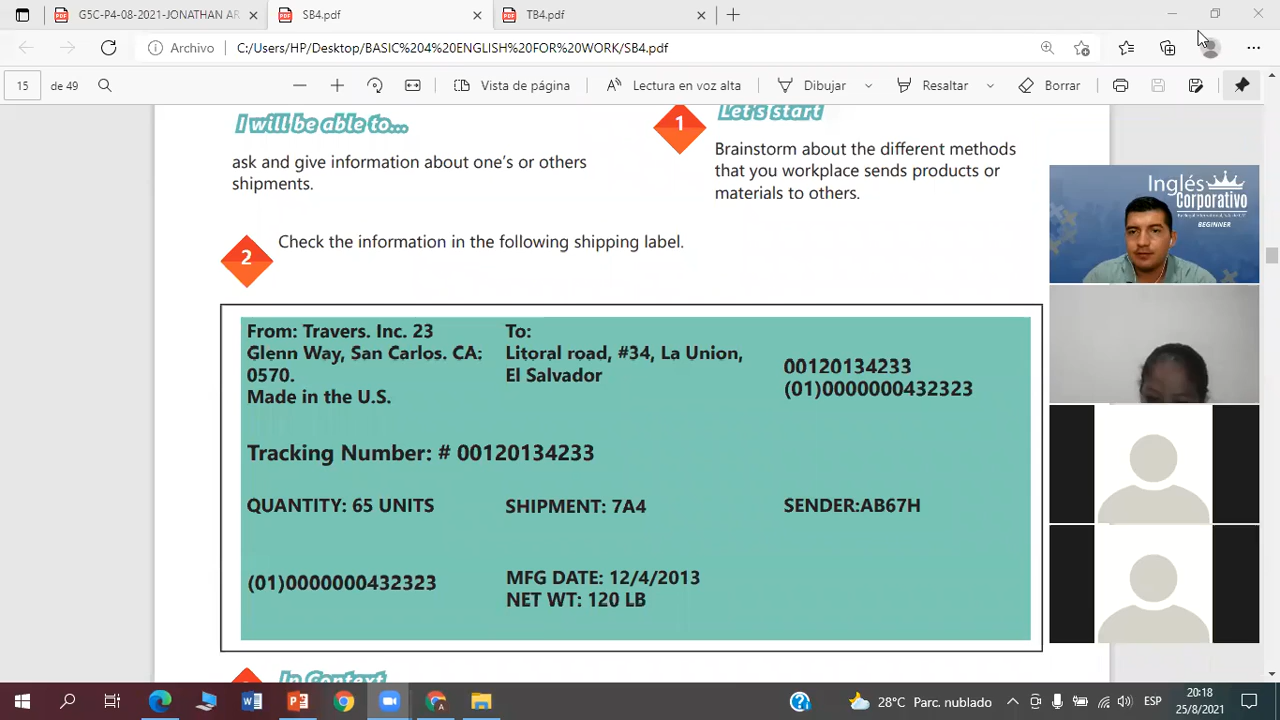 G5C-P4-08-2021-JONATHAN AR
SB4.pdf
TB4.pdf
Archivo
C:/Users/HP/Desktop/BASIC%204%20ENGLISH%20FOR%20WORK/SB4.pdf
15
de 49
Vista de página
Lectura en voz alta
Dibujar
Resaltar
Borrar
I will be able to...
ask and give information about one's or others
shipments.
1
Let's start
Brainstorm about the different methods
that you workplace sends products or
materials to others.
2
Check the information in the following shipping label.
From: Travers. Inc. 23
Glenn Way, San Carlos. CA:
0570.
Made in the U.S.
To:
Litoral road, #34, La Union,
El Salvador
00120134233
(01)0000000432323
Tracking Number: # 00120134233
QUANTITY: 65 UNITS
SHIPMENT: 7A4
SENDER:AB67H
(01)0000000432323
MFG DATE: 12/4/2013
NET WT: 120 LB
In Context
Inglés
Corporativo
BEGINNER
28°C Parc. nublado
ESP
20:18
25/8/2021